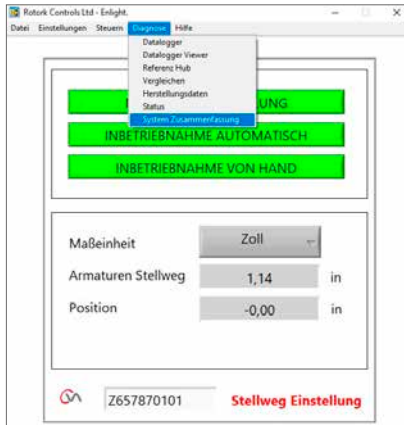 Rotork Controls Ltd - Enlight.
Datei Einstellungen Steuern Diagnose Hilfe
Datalogger
Datalogger Viewer
Referenz Hub
Vergleichen
Herstellungsdaten
Status
System Zusammenfassung
LUNG
INBETRIEBNAHME AUTOMATISCH
INBETRIEBNAHME VON HAND
Maßeinheit Zoll
Armaturen Stellweg 1,14 in
Position -0,00 in
Z657870101 Stellweg Einstellung